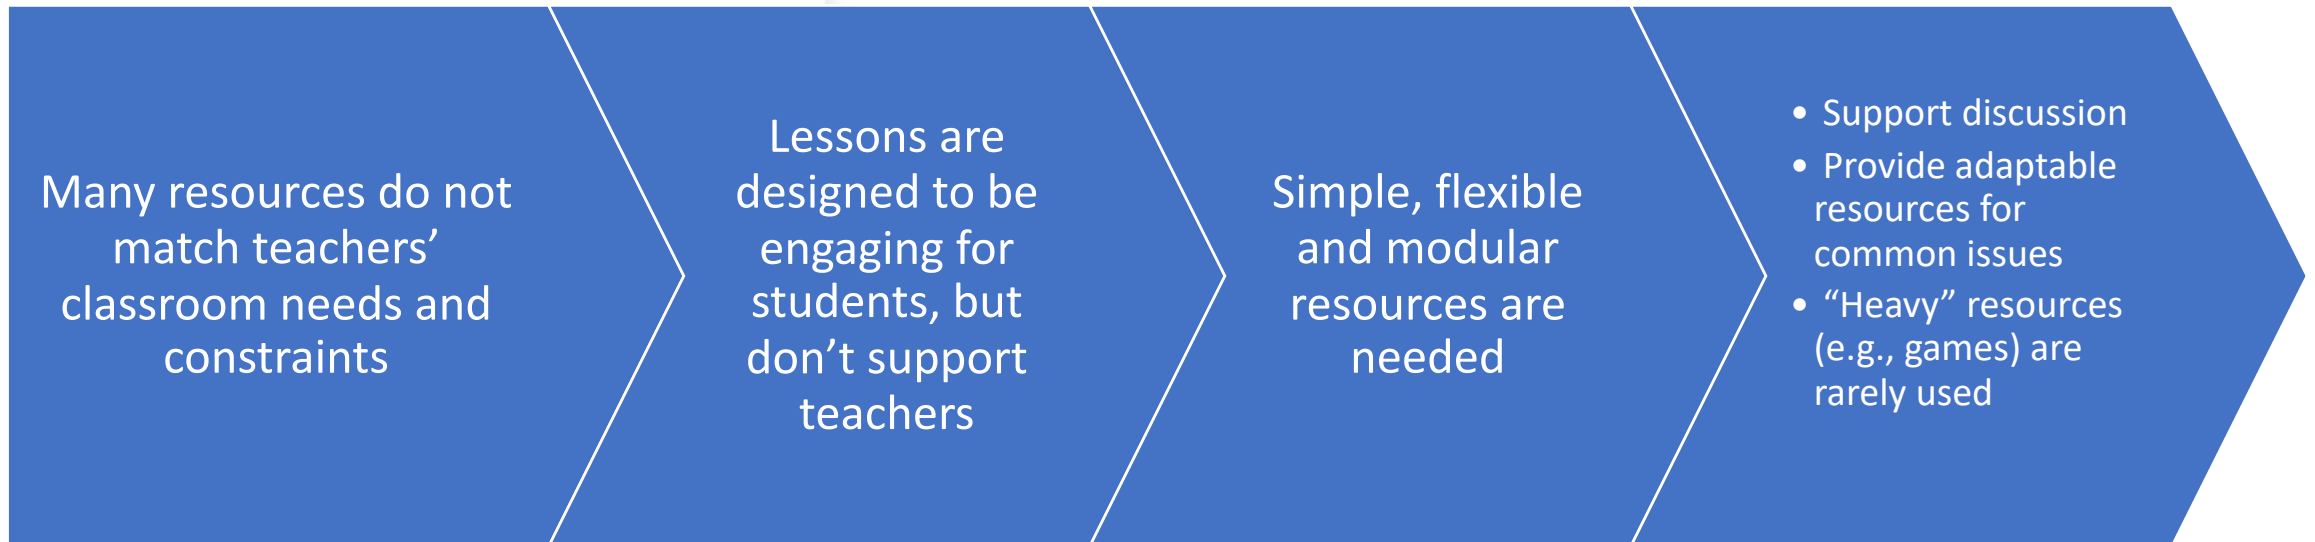 Many resources do not
match teachers’
classroom needs and
constraints
Lessons are
designed to be
engaging for
students, but
don’t support
teachers
Simple, flexible
and modular
resources are
needed
• Support discussion
• Provide adaptable
resources for
common issues
• “Heavy” resources
(e.g., games) are
rarely used